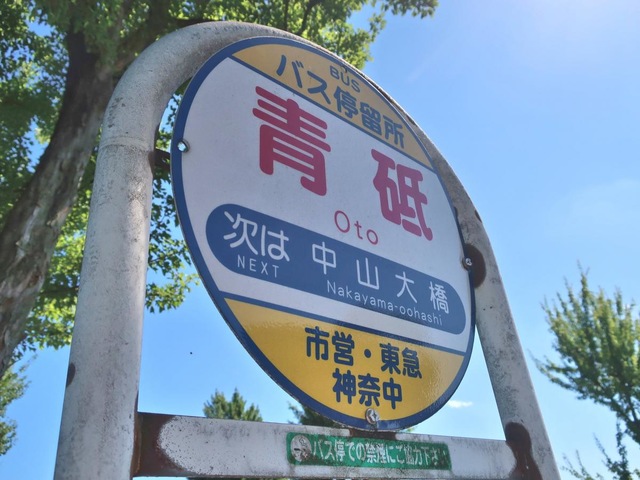 BUS
バス停留所
青砥
Oto
次は 中山大橋
NEXT Nakayama-oohashi
市営・東急
神奈中
バス停での禁煙にご協力下さい